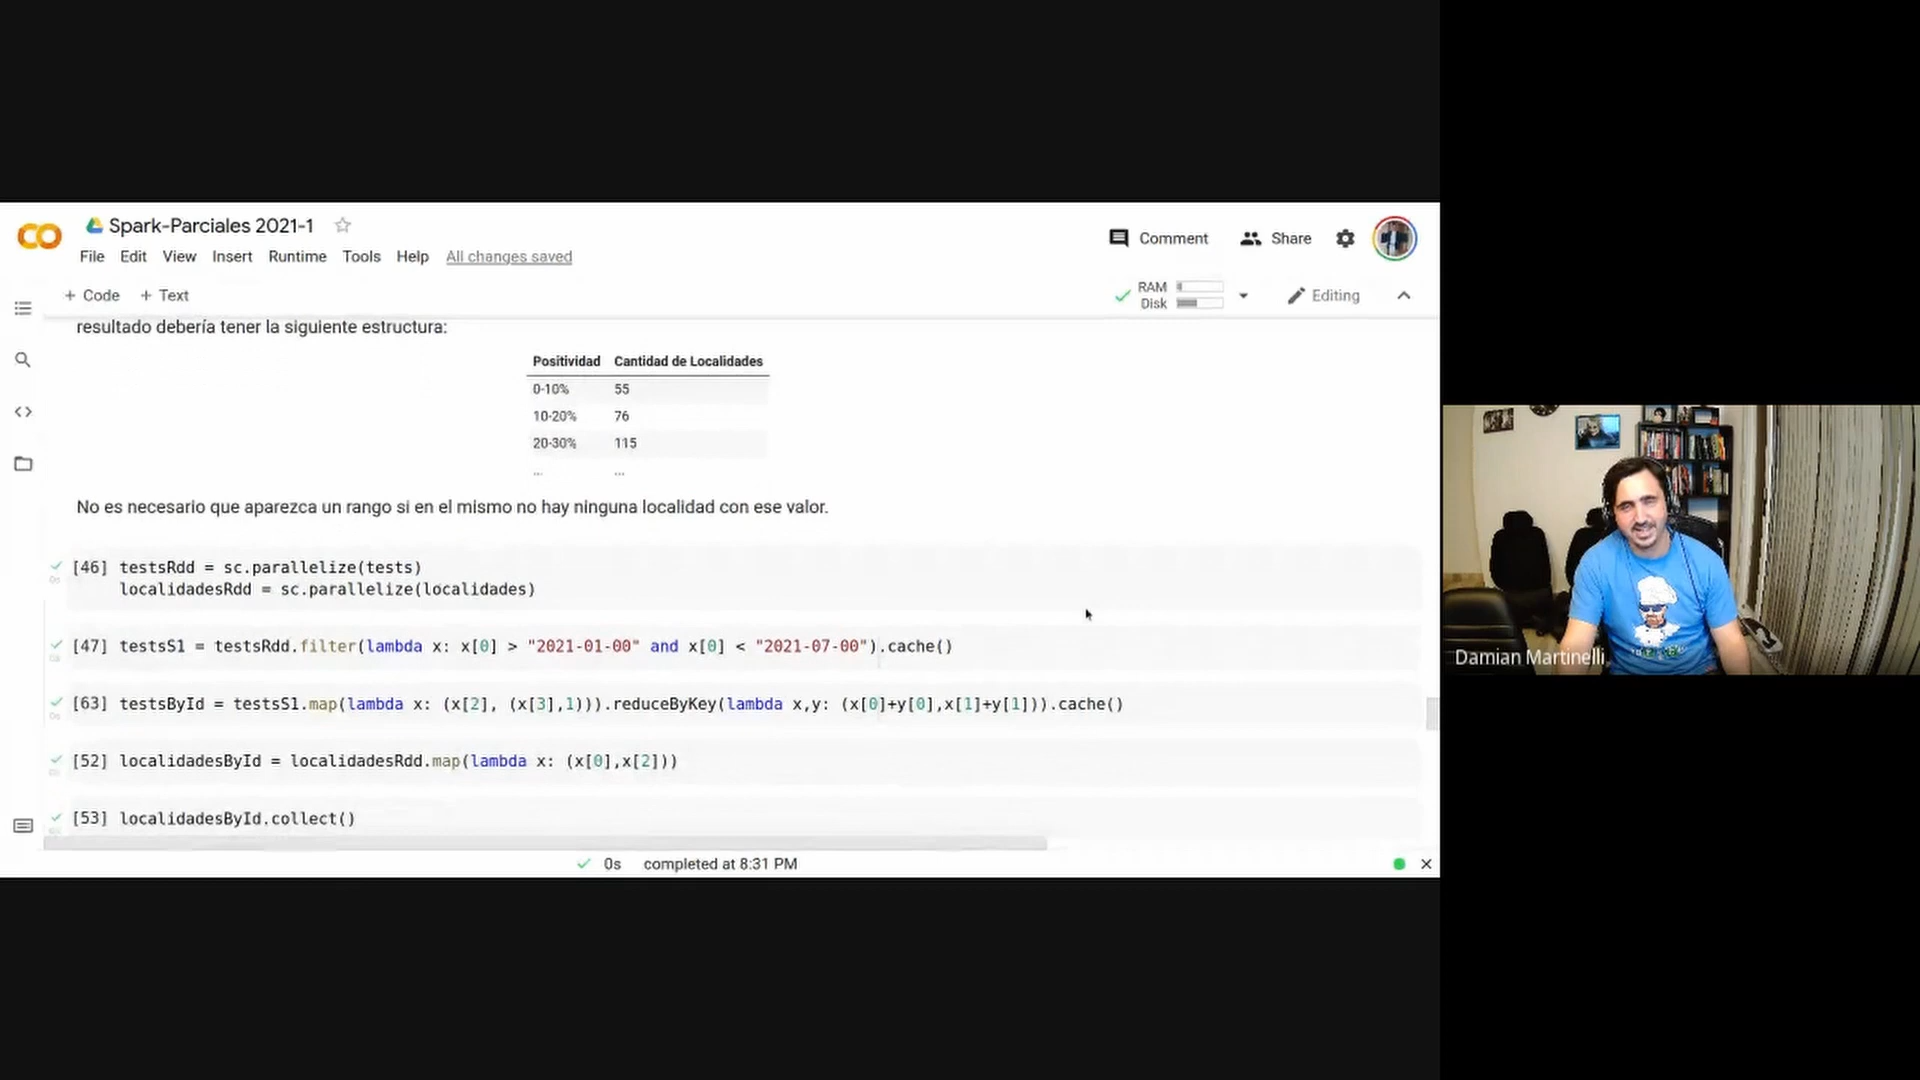 Spark-Parciales 2021-1
Comment
Share
File Edit View Insert Runtime Tools Help All changes saved
+ Code + Text
RAM
Disk
Editing
resultado debería tener la siguiente estructura:
Positividad Cantidad de Localidades
0-10% 55
10-20% 76
20-30% 115
... ...
No es necesario que aparezca un rango si en el mismo no hay ninguna localidad con ese valor.
[46] testsRdd = sc.parallelize(tests)
localidadesRdd = sc.parallelize(localidades)
[47] testsS1 = testsRdd.filter(lambda x: x[0] > "2021-01-00" and x[0] < "2021-07-00").cache()
[63] testsById = testsS1.map(lambda x: (x[2], (x[3],1))).reduceByKey(lambda x,y: (x[0]+y[0],x[1]+y[1])).cache()
[52] localidadesById = localidadesRdd.map(lambda x: (x[0],x[2]))
[53] localidadesById.collect()
0s completed at 8:31 PM
Damian Martinelli